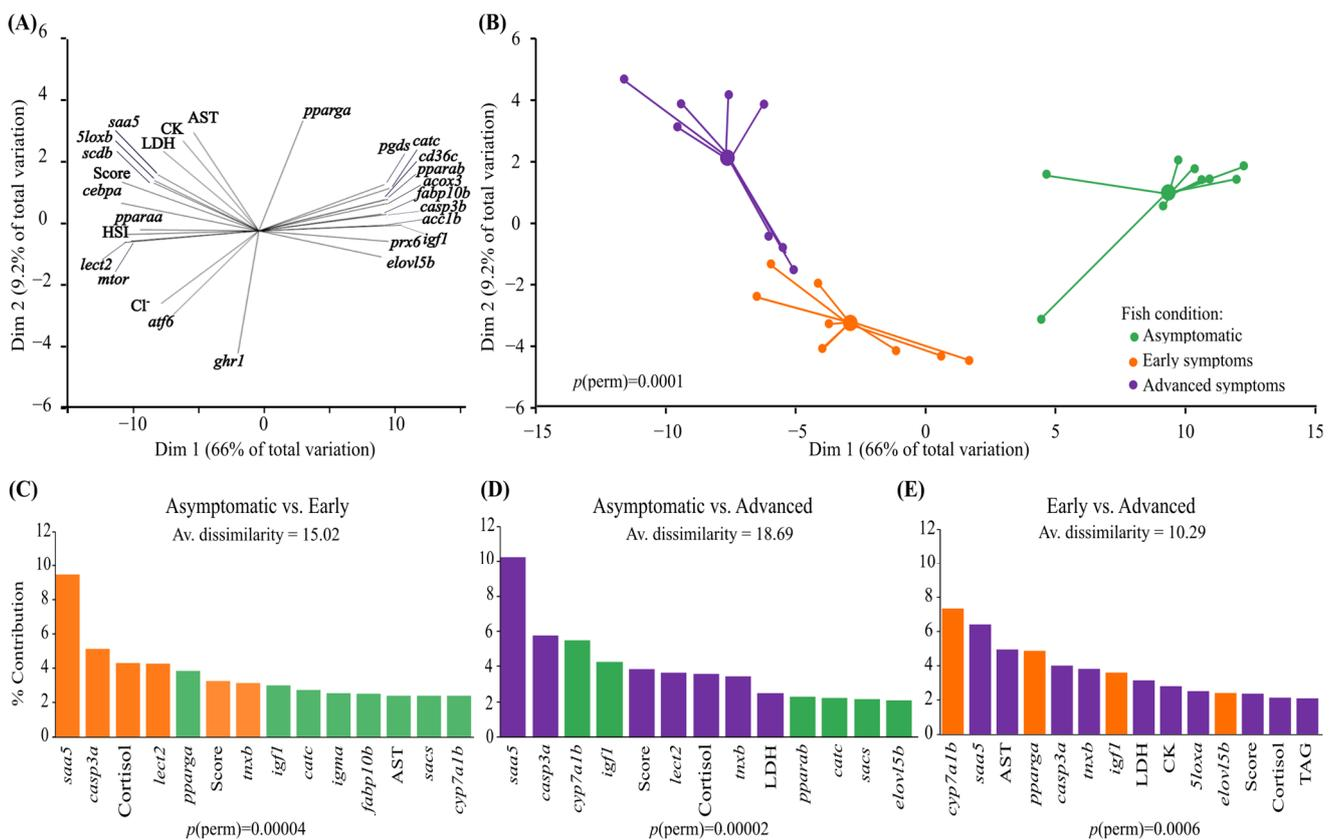 (A)
6
4
2
0
−2
−4
−6
Dim 2 (9.2% of total variation)
saa5
5loxb
scdb
Score
cebpa
pparaa
HSI
lect2
mtor
Cl-
atf6
ghr1
LDH
CK
AST
pparga
pgds
catc
cd36c
pparab
acox3
fabp10b
casp3b
acc1b
prx6
igf1
elovl5b
−10
0
10
Dim 1 (66% of total variation)
(B)
6
4
2
0
−2
−4
−6
Dim 2 (9.2% of total variation)
Fish condition:
Asymptomatic
Early symptoms
Advanced symptoms
p(perm)=0.0001
−15
−10
−5
0
5
10
15
Dim 1 (66% of total variation)
(C)
Asymptomatic vs. Early
Av. dissimilarity = 15.02
% Contribution
12
10
8
6
4
2
0
saa5
casp3a
Cortisol
lect2
pparga
Score
tnxb
igf1
catc
igma
fabp10b
AST
sacs
cyp7a1b
p(perm)=0.00004
(D)
Asymptomatic vs. Advanced
Av. dissimilarity = 18.69
12
10
8
6
4
2
0
saa5
casp3a
cyp7a1b
igf1
Score
lect2
Cortisol
tnxb
LDH
pparab
catc
sacs
elovl5b
p(perm)=0.00002
(E)
Early vs. Advanced
Av. dissimilarity = 10.29
12
10
8
6
4
2
0
cyp7a1b
saa5
AST
pparga
casp3a
tnxb
igf1
LDH
CK
5loxa
elovl5b
Score
Cortisol
TAG
p(perm)=0.0006